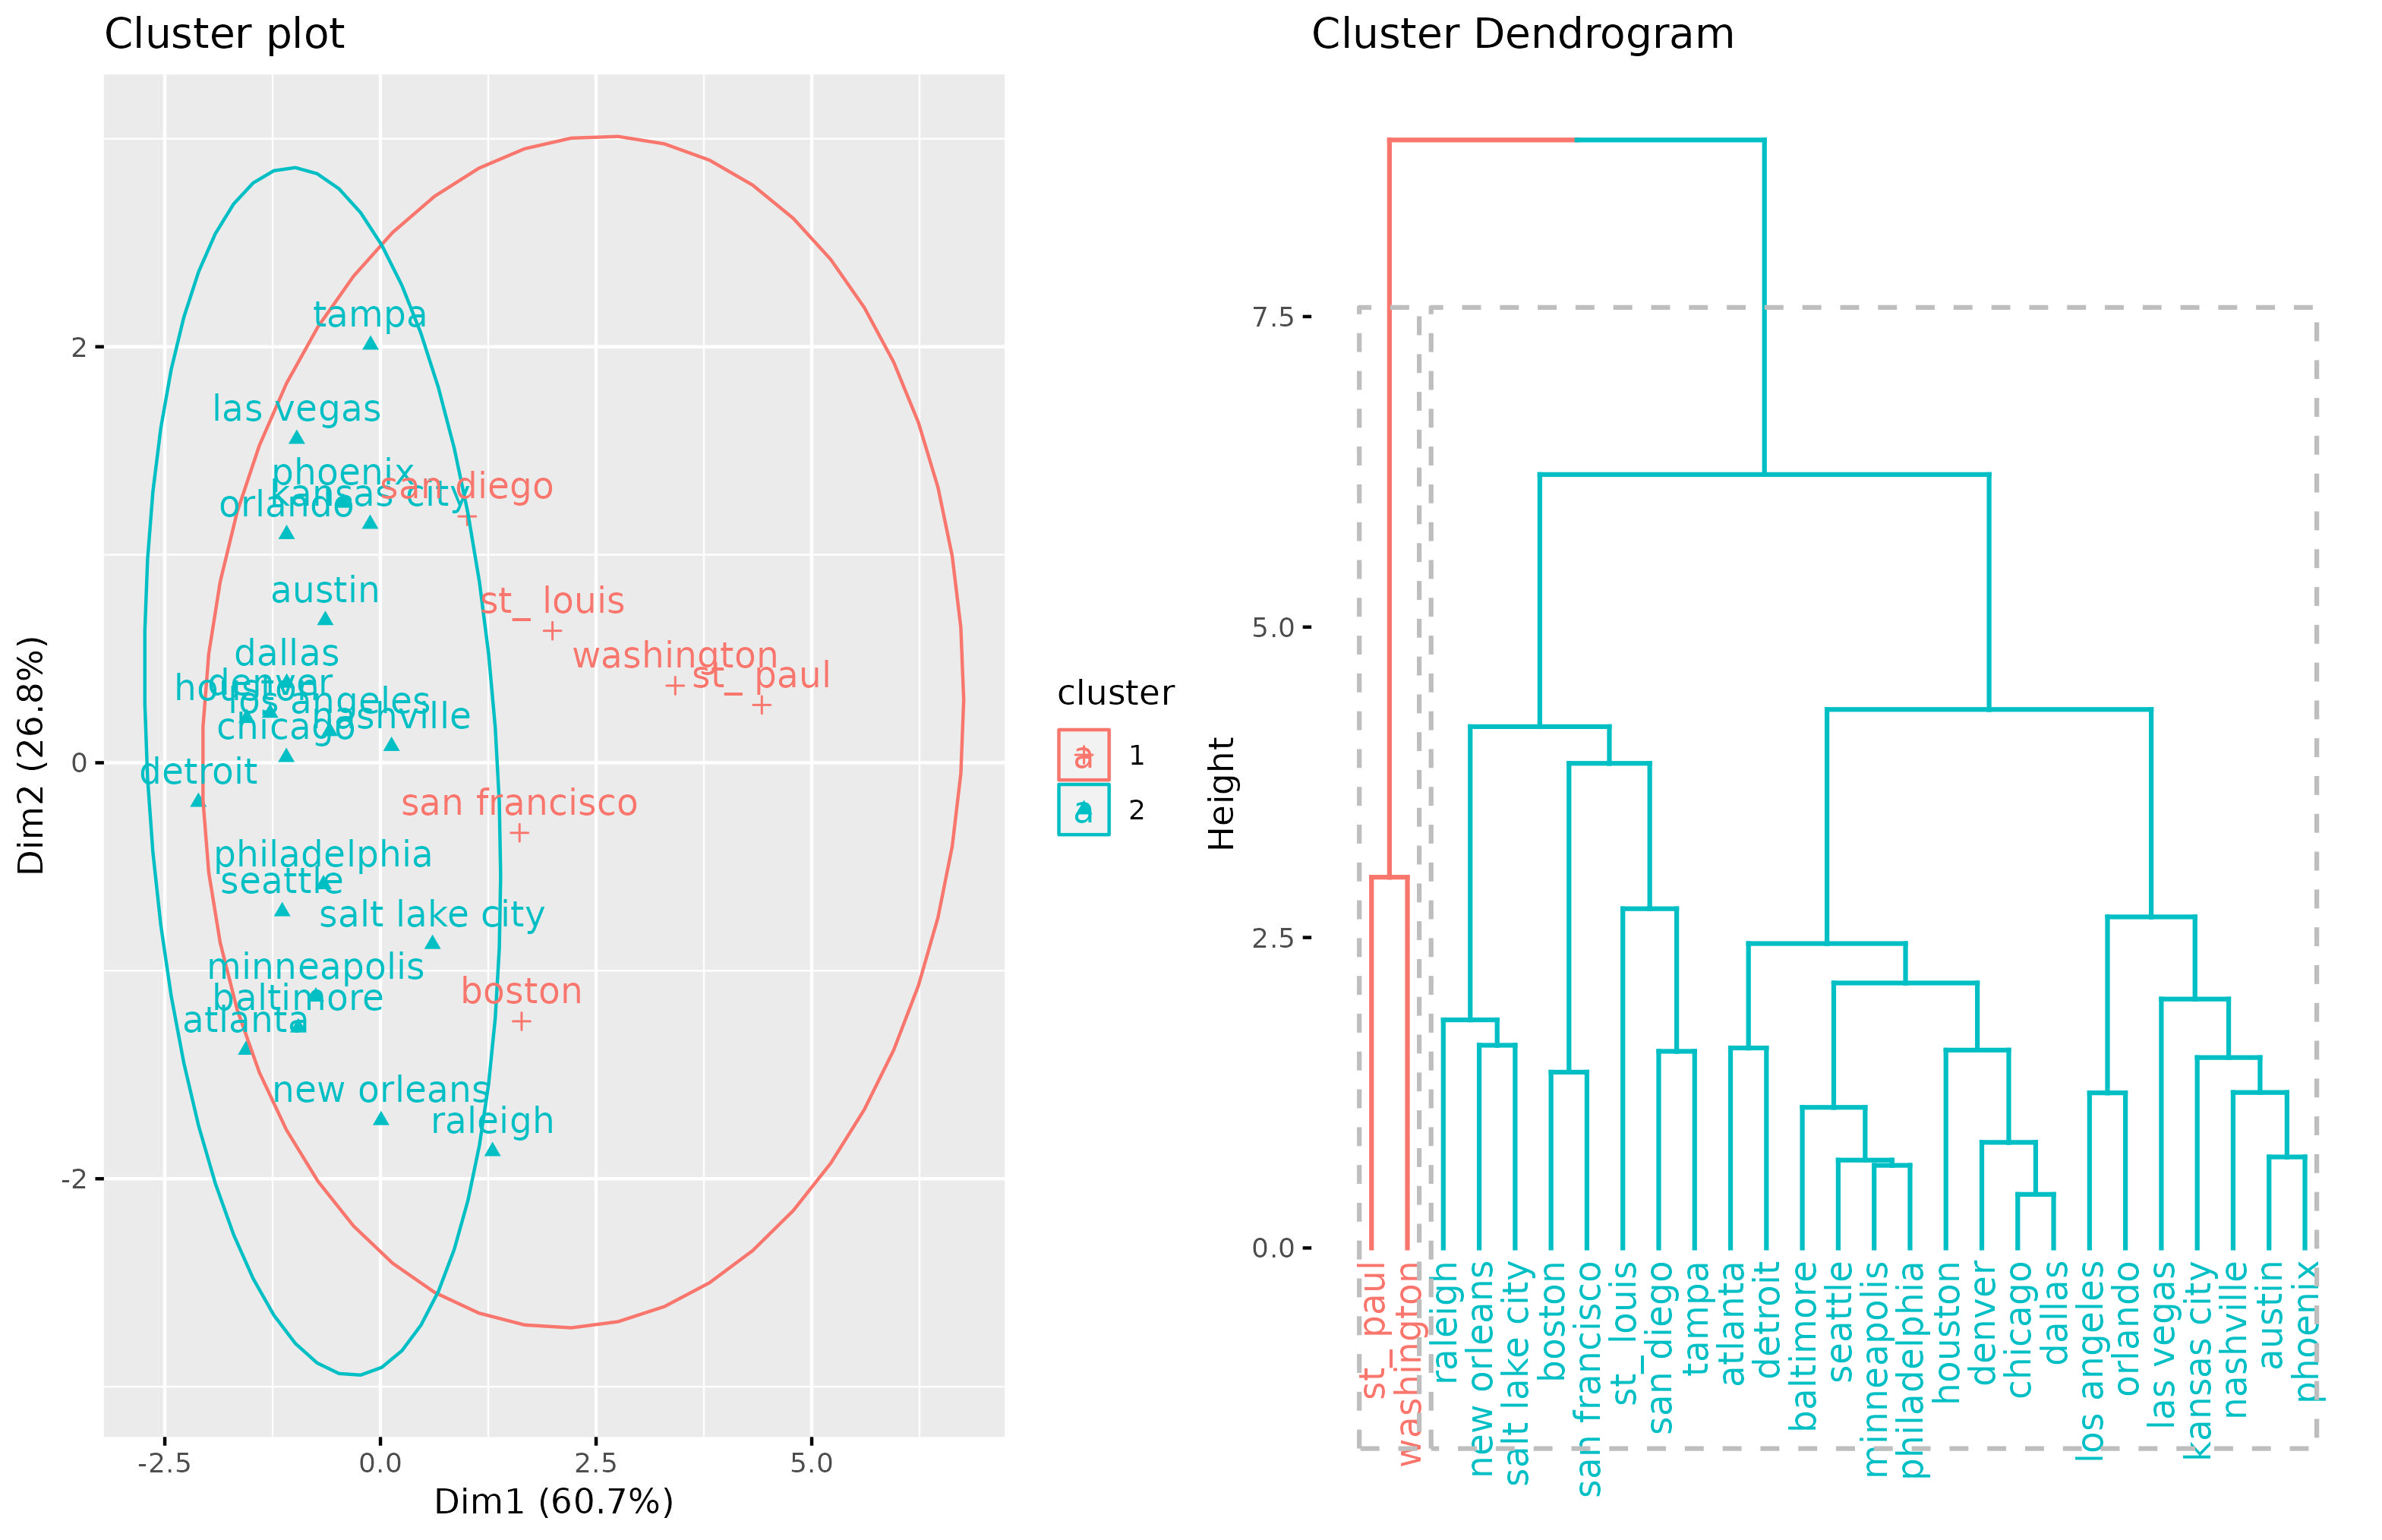 Cluster plot
tampa
las vegas
phoenix
san diego
kansas city
orlando
austin
st_ louis
dallas
washington
st_ paul
denver
houston
los angeles
nashville
chicago
detroit
san francisco
philadelphia
seattle
salt lake city
minneapolis
boston
baltimore
atlanta
new orleans
raleigh
2
0
-2
-2.5
0.0
2.5
5.0
Dim1 (60.7%)
Dim2 (26.8%)
cluster
a 1
a 2
Cluster Dendrogram
7.5
5.0
2.5
0.0
Height
st_ paul
washington
raleigh
new orleans
salt lake city
boston
san francisco
st_ louis
san diego
tampa
atlanta
detroit
baltimore
seattle
minneapolis
philadelphia
houston
denver
chicago
dallas
los angeles
orlando
las vegas
kansas city
nashville
austin
phoenix